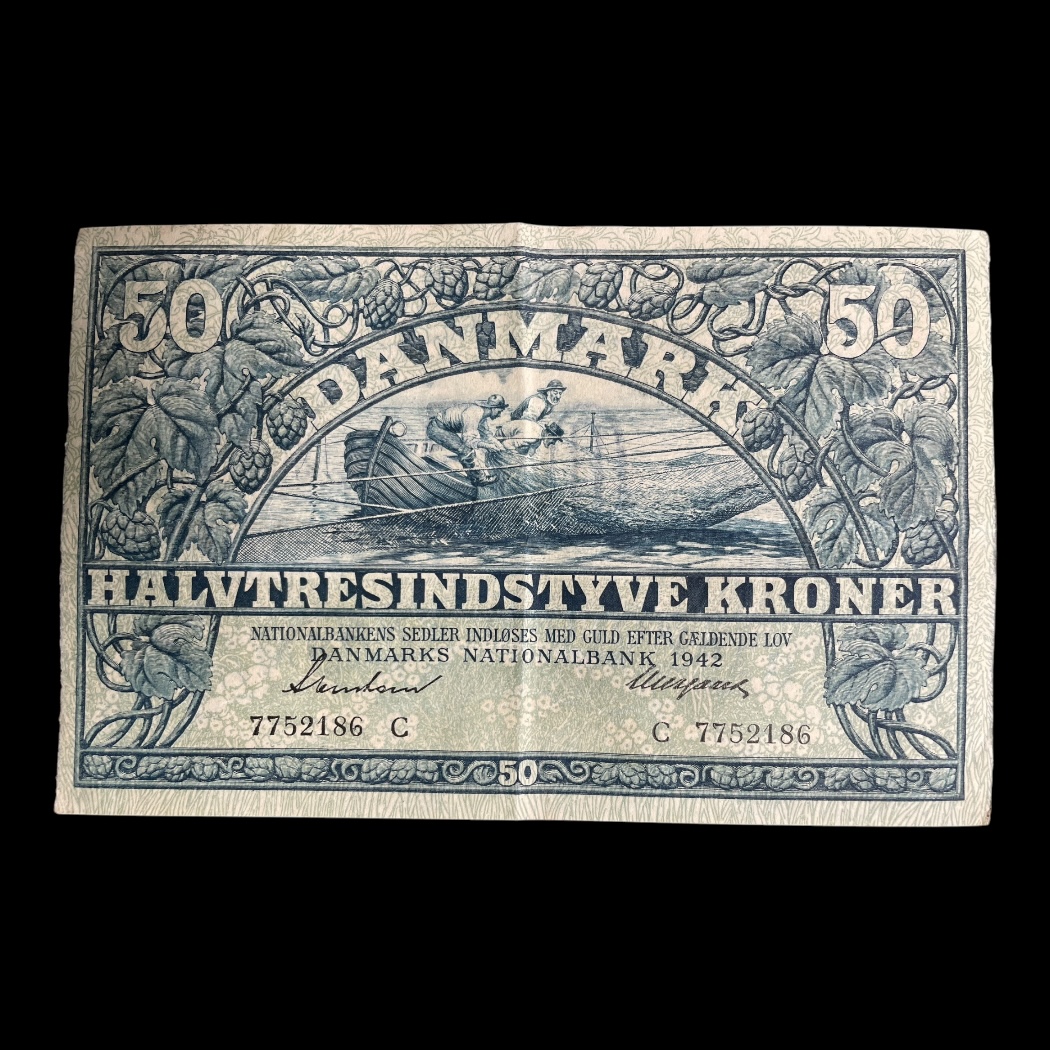 50 50
DANMARK
HALVTRESINDSTYVE KRONER
NATIONALBANKENS SEDLER INDLØSES MED GULD EFTER GÆLDENDE LOV
DANMARKS NATIONALBANK 1942
7752186 C C 7752186
50